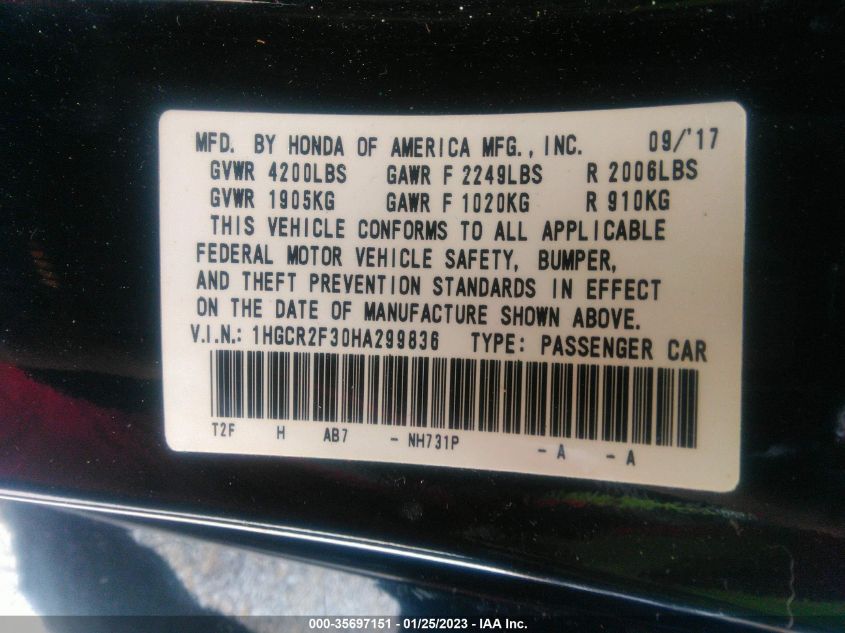 MFD. BY HONDA OF AMERICA MFG., INC. 09/'17
GVWR 4200LBS GAWR F 2249LBS R 2006LBS
GVWR 1905KG GAWR F 1020KG R 910KG
THIS VEHICLE CONFORMS TO ALL APPLICABLE
FEDERAL MOTOR VEHICLE SAFETY, BUMPER,
AND THEFT PREVENTION STANDARDS IN EFFECT
ON THE DATE OF MANUFACTURE SHOWN ABOVE.
V.I.N.: 1HGCR2F30HA299836 TYPE: PASSENGER CAR
T2F H AB7 - NH731P - A - A
000-35697151 — 01/25/2023 — IAA Inc.